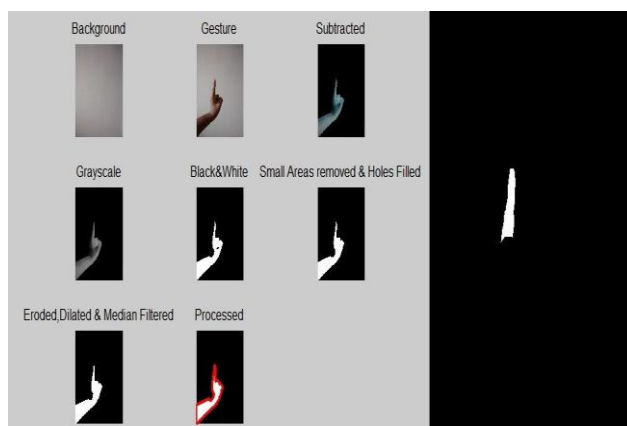 Background
Gesture
Subtracted
Grayscale
Black&White
Small Areas removed & Holes Filled
Eroded,Dilated & Median Filtered
Processed